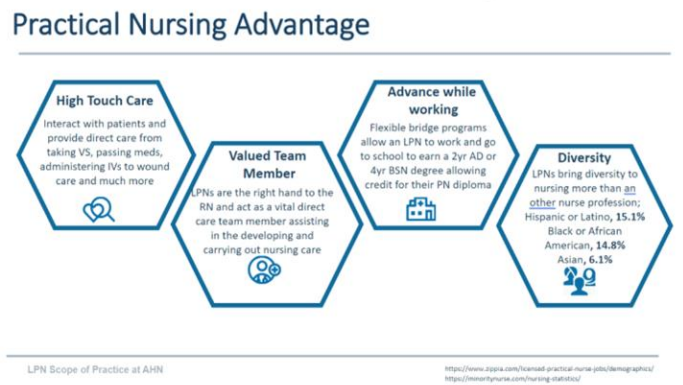 Practical Nursing Advantage
High Touch Care
Interact with patients and
provide direct care from
taking VS, passing meds,
administering IVs to wound
care and much more
Valued Team
Member
LPNs are the right hand to the
RN and act as a vital direct
care team member assisting
in the developing and
carrying out nursing care
Advance while
working
Flexible bridge programs
allow an LPN to work and go
to school to earn a 2yr AD or
4yr BSN degree allowing
credit for their PN diploma
Diversity
LPNs bring diversity to
nursing more than an
other nurse profession;
Hispanic or Latino, 15.1%
Black or African
American, 14.8%
Asian, 6.1%
LPN Scope of Practice at AHN
https://www.zippia.com/licensed-practical-nurse-jobs/demographics/
https://minoritynurse.com/nursing-statistics/